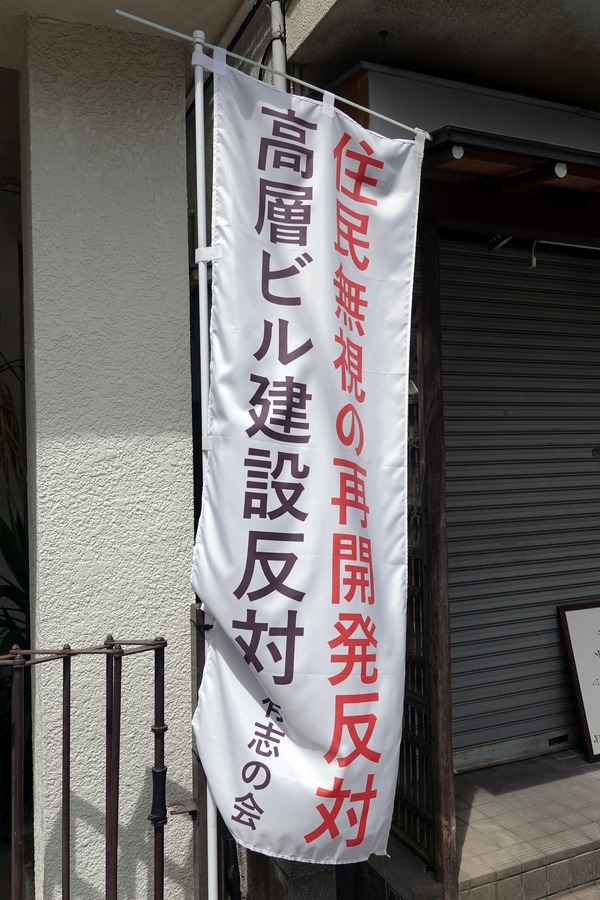 住民無視の再開発反対
高層ビル建設反対
有志の会